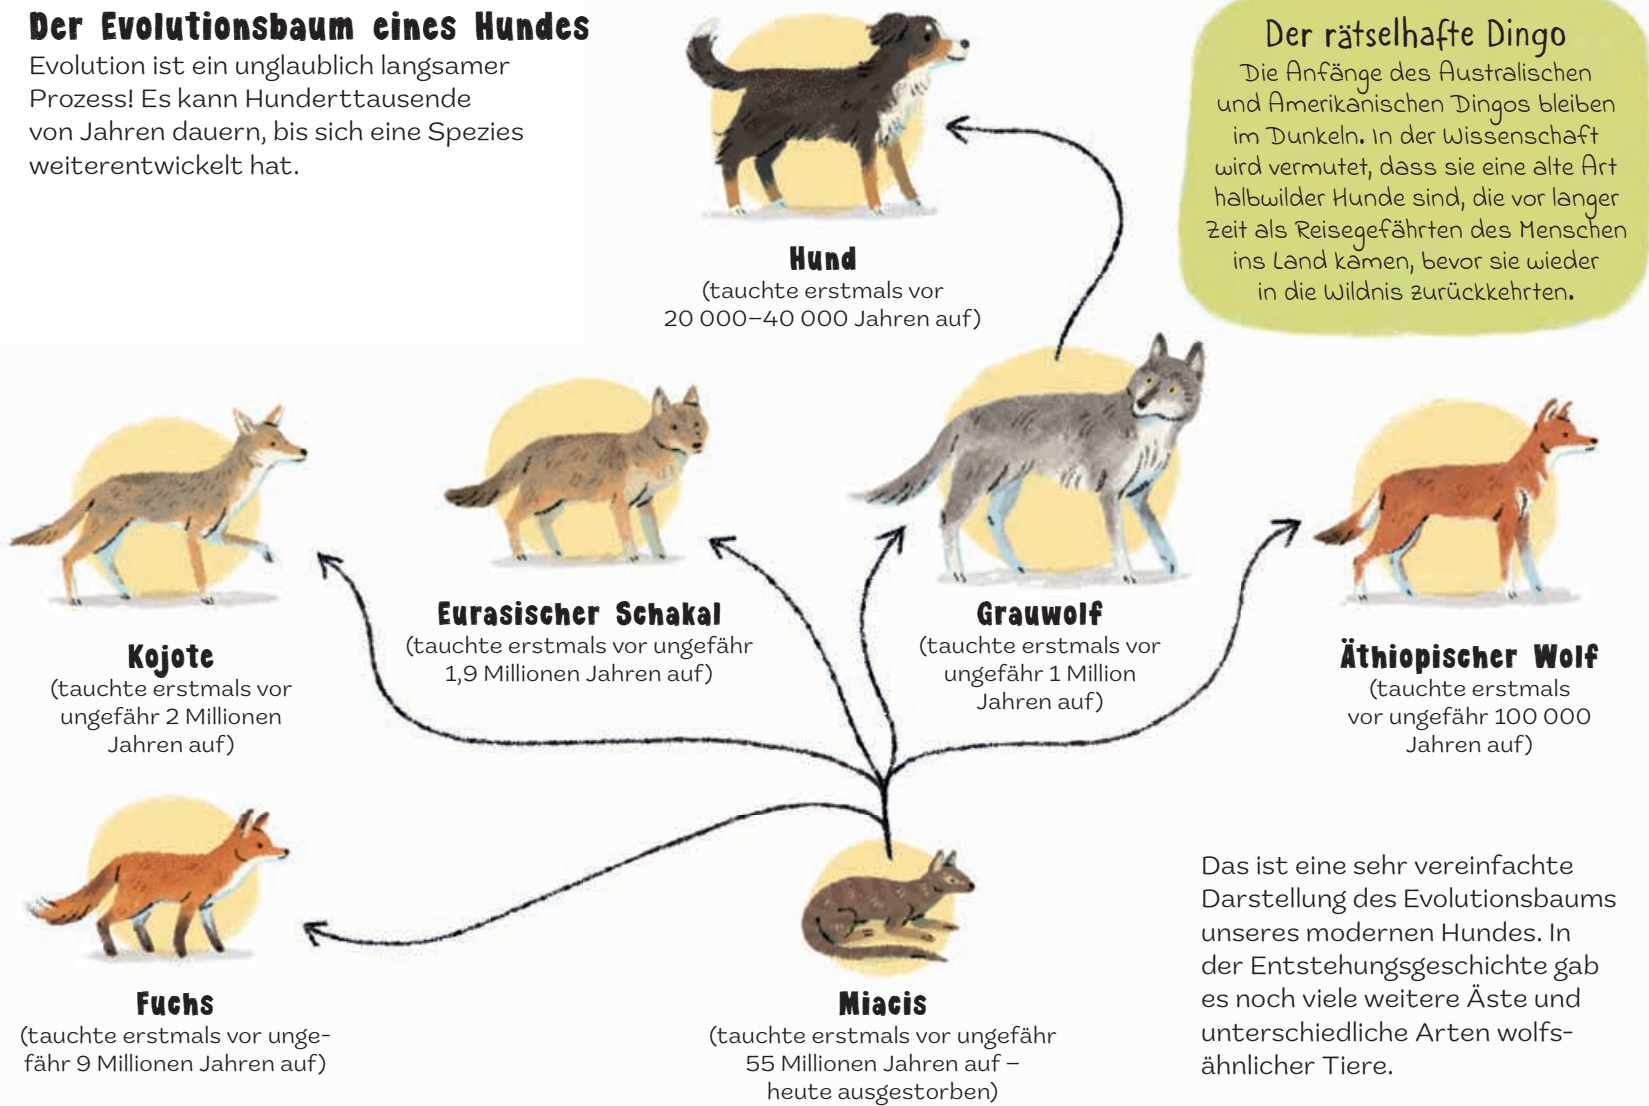 Der Evolutionsbaum eines Hundes
Evolution ist ein unglaublich langsamer
Prozess! Es kann Hunderttausende
von Jahren dauern, bis sich eine Spezies
weiterentwickelt hat.
Der rätselhafte Dingo
Die Anfänge des Australischen
und Amerikanischen Dingos bleiben
im Dunkeln. In der Wissenschaft
wird vermutet, dass sie eine alte Art
halbwilder Hunde sind, die vor langer
Zeit als Reisegefährten des Menschen
ins Land kamen, bevor sie wieder
in die Wildnis zurückkehrten.
Hund
(tauchte erstmals vor
20 000–40 000 Jahren auf)
Kojote
(tauchte erstmals vor
ungefähr 2 Millionen
Jahren auf)
Eurasischer Schakal
(tauchte erstmals vor ungefähr
1,9 Millionen Jahren auf)
Grauwolf
(tauchte erstmals vor
ungefähr 1 Million
Jahren auf)
Äthiopischer Wolf
(tauchte erstmals
vor ungefähr 100 000
Jahren auf)
Fuchs
(tauchte erstmals vor unge-
fähr 9 Millionen Jahren auf)
Miacis
(tauchte erstmals vor ungefähr
55 Millionen Jahren auf –
heute ausgestorben)
Das ist eine sehr vereinfachte
Darstellung des Evolutionsbaums
unseres modernen Hundes. In
der Entstehungsgeschichte gab
es noch viele weitere Äste und
unterschiedliche Arten wolfs-
ähnlicher Tiere.